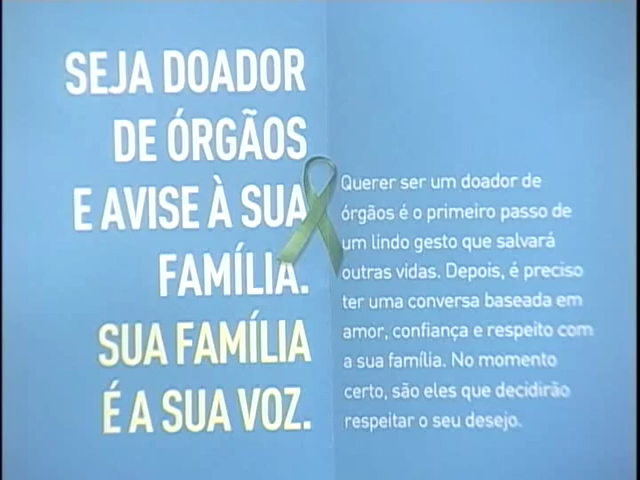 SEJA DOADOR
DE ÓRGÃOS
E AVISE À SUA
FAMÍLIA.
SUA FAMÍLIA
É A SUA VOZ.
Querer ser um doador de
órgãos é o primeiro passo de
um lindo gesto que salvará
outras vidas. Depois, é preciso
ter uma conversa baseada em
amor, confiança e respeito com
a sua família. No momento
certo, são eles que decidirão
respeitar o seu desejo.